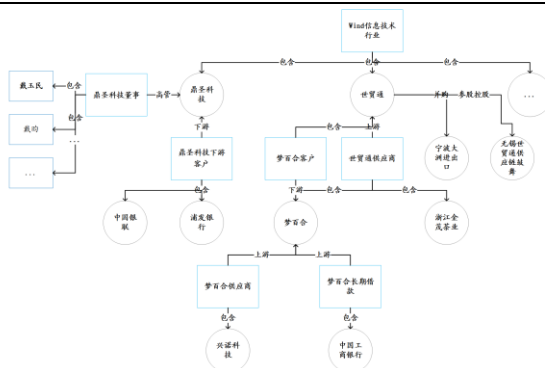 Wind信息技术
行业
包含
包含
包含
戴玉民
包含
鼎圣科技董事
高管
鼎圣科
技
世贸通
并购
参股控股
...
戴昀
包含
...
下游
包含
上游
...
鼎圣科技下游
客户
梦百合客户
世贸通供应商
宁波大
洲进出
口
无锡世
贸通供
应链
包含
下游
包含
包含
中国银
联
浦发银
行
梦百合
浙江金
茂茶业
上游
上游
梦百合供应商
梦百合长期借
款
包含
包含
兴诺科
技
中国工
商银行